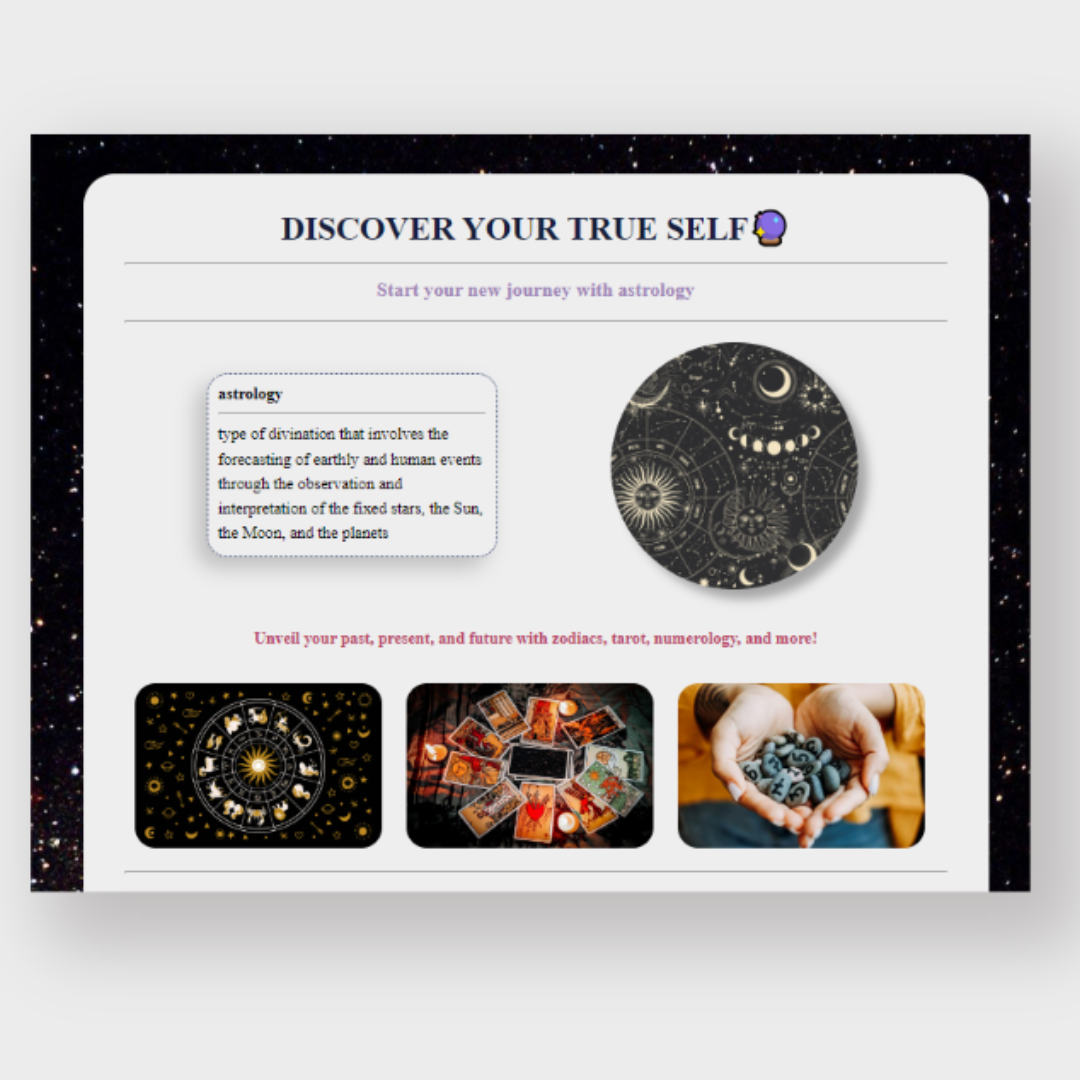 DISCOVER YOUR TRUE SELF🔮
Start your new journey with astrology
astrology
type of divination that involves the
forecasting of earthly and human events
through the observation and
interpretation of the fixed stars, the Sun,
the Moon, and the planets
Unveil your past, present, and future with zodiacs, tarot, numerology, and more!